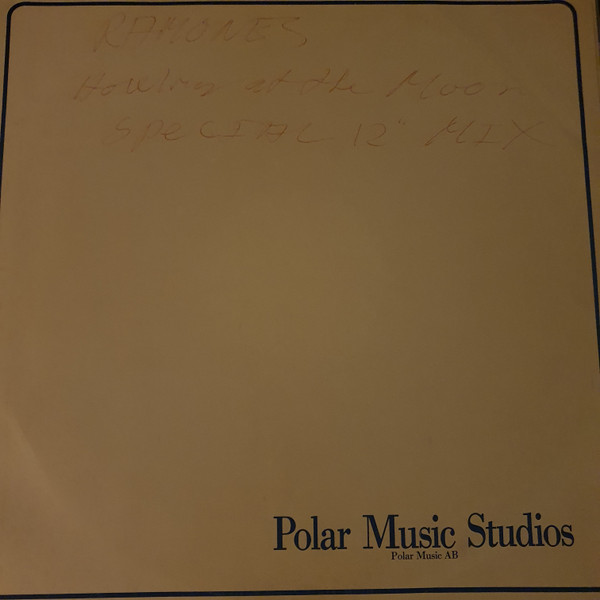 RAMONES
Howling at the Moon
SPeCIAL 12" MIX
Polar Music Studios
Polar Music AB